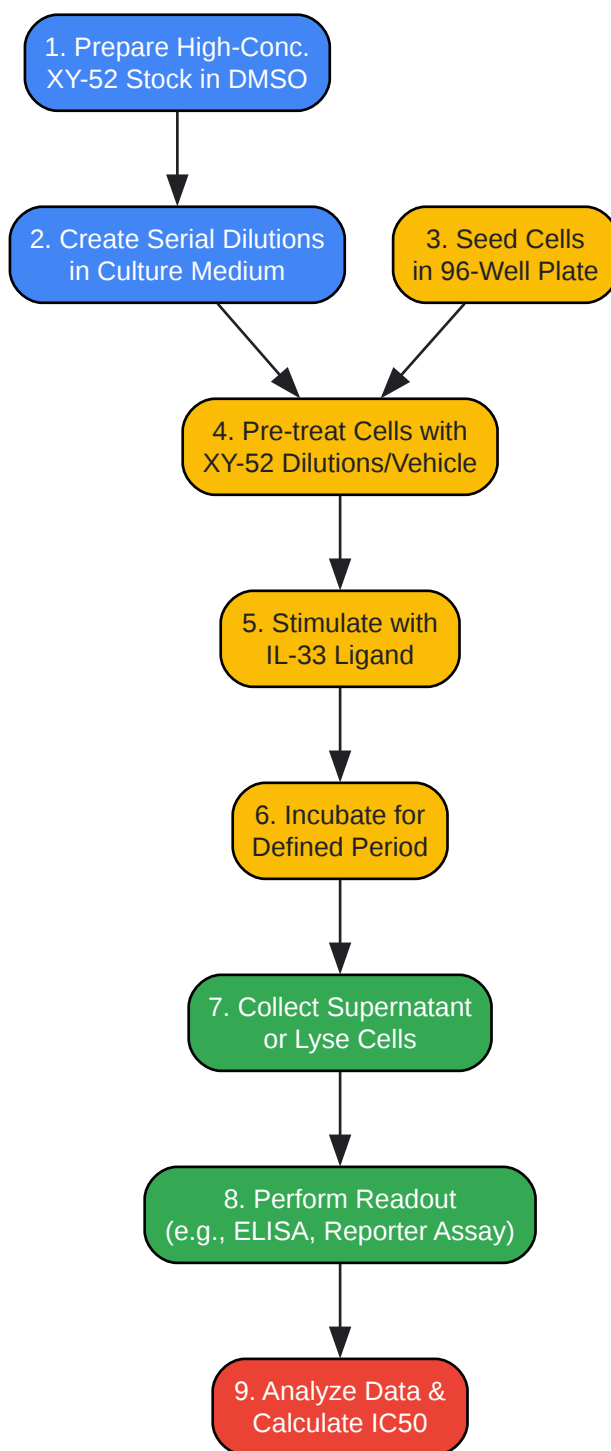 1. Prepare High-Conc.
XY-52 Stock in DMSO
2. Create Serial Dilutions
in Culture Medium
3. Seed Cells
in 96-Well Plate
4. Pre-treat Cells with
XY-52 Dilutions/Vehicle
5. Stimulate with
IL-33 Ligand
6. Incubate for
Defined Period
7. Collect Supernatant
or Lyse Cells
8. Perform Readout
(e.g., ELISA, Reporter Assay)
9. Analyze Data &
Calculate IC50